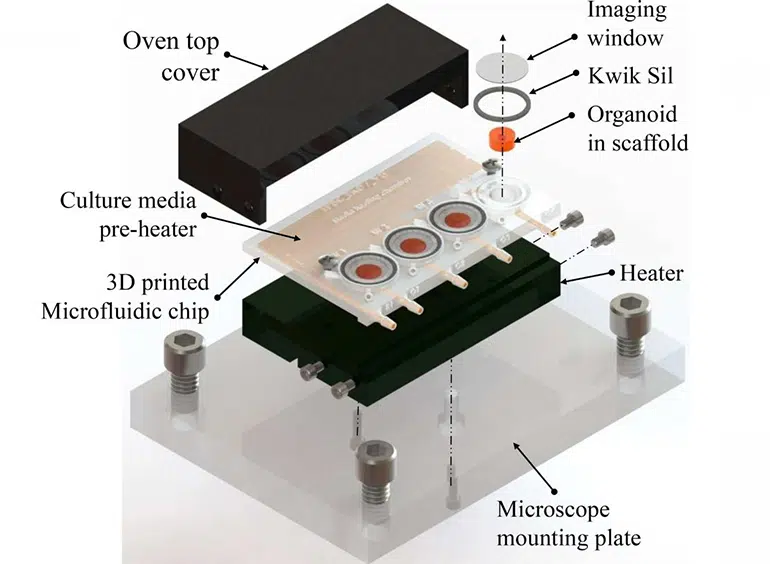 Imaging
window
Oven top
cover
Kwik Sil
Organoid
in scaffold
Culture media
pre-heater
3D printed
Microfluidic chip
Heater
Microscope
mounting plate